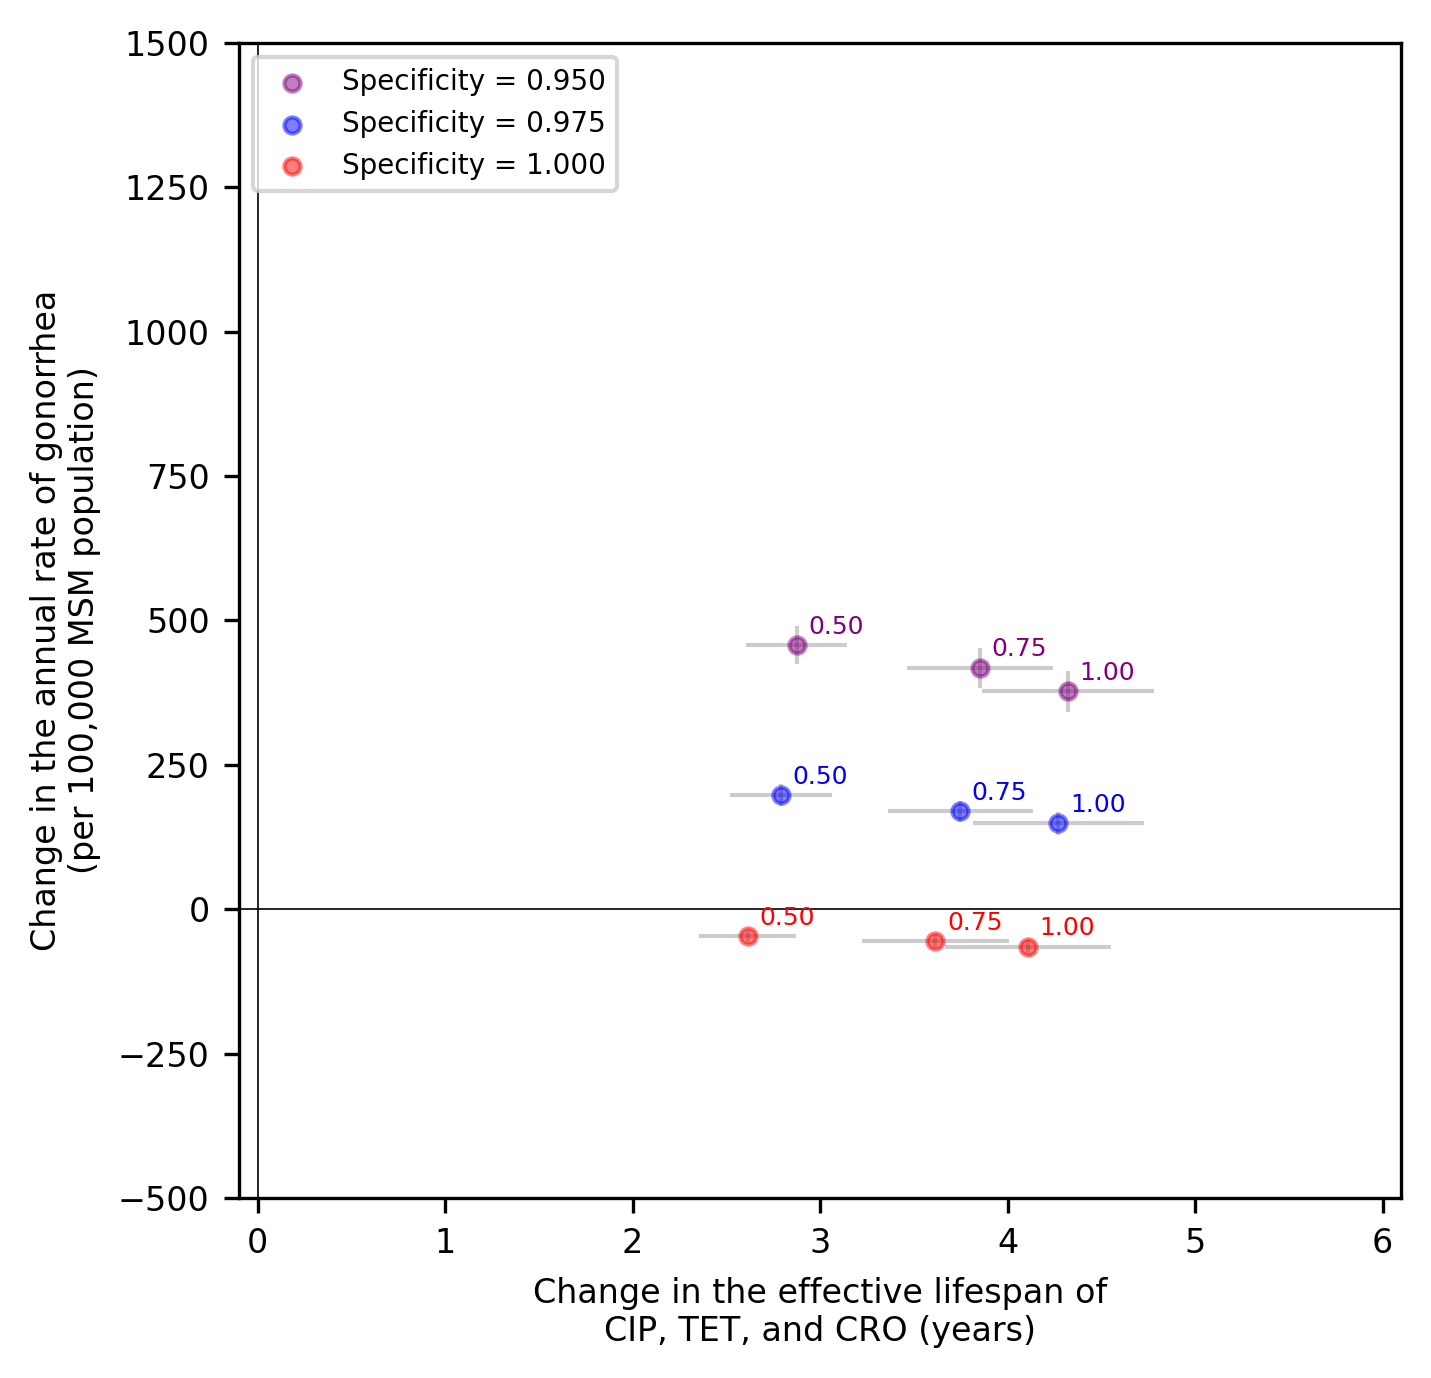 Specificity = 0.950
Specificity = 0.975
Specificity = 1.000
1500
1250
1000
750
500
250
0
−250
−500
Change in the annual rate of gonorrhea
(per 100,000 MSM population)
0.50
0.75
1.00
0.50
0.75
1.00
0.50
0.75
1.00
0 1 2 3 4 5 6
Change in the effective lifespan of
CIP, TET, and CRO (years)